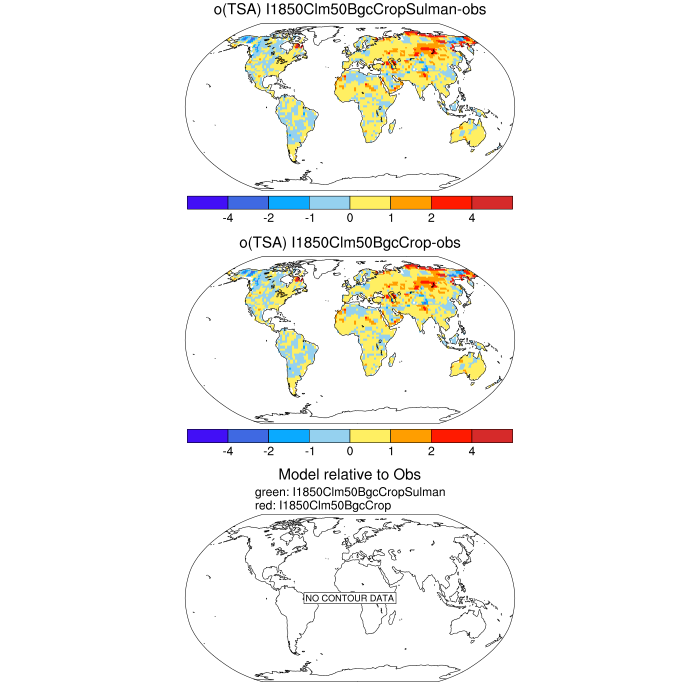 σ(TSA) I1850Clm50BgcCropSulman-obs
-4 -2 -1 0 1 2 4
σ(TSA) I1850Clm50BgcCrop-obs
-4 -2 -1 0 1 2 4
Model relative to Obs
green: I1850Clm50BgcCropSulman
red: I1850Clm50BgcCrop
NO CONTOUR DATA